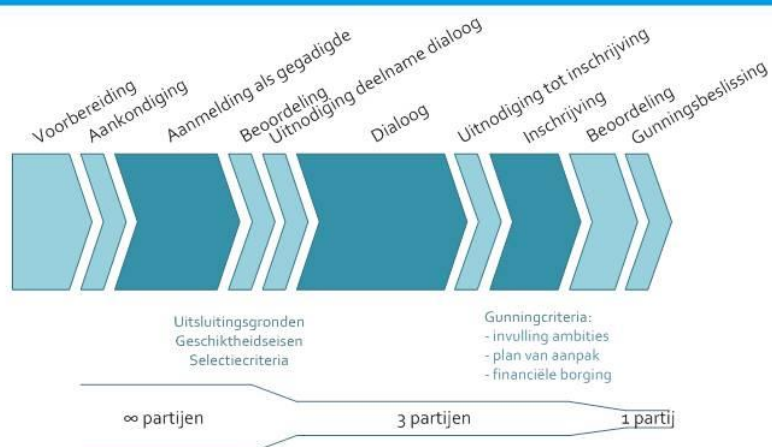 Voorbereiding
Aankondiging
Aanmelding als gegadigde
Beoordeling
Uitnodiging deelname dialoog
Dialoog
Uitnodiging tot inschrijving
Inschrijving
Beoordeling
Gunningsbeslissing
Uitsluitingsgronden
Geschiktheidseisen
Selectiecriteria
Gunningcriteria:
- invulling ambities
- plan van aanpak
- financiële borging
∞ partijen
3 partijen
1 partij